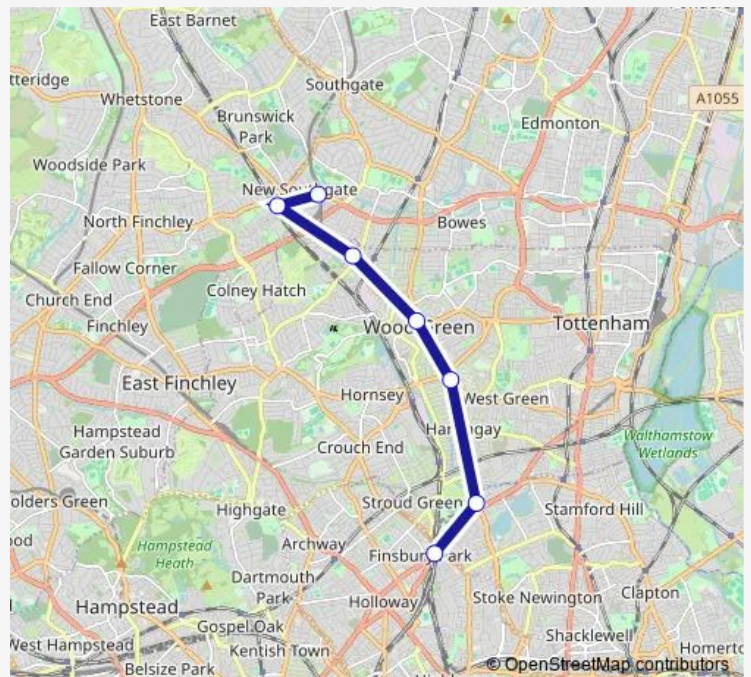 East Barnet
tteridge
Southgate
Whetstone
A1055
Brunswick
Park
Edmonton
Woodside Park
New Southgate
North Finchley
Bowes
Fallow Corner
Colney Hatch
Church End
Finchley
Wood Green
Tottenham
East Finchley
Hornsey
West Green
Hampstead
Garden Suburb
Harringay
Crouch End
Walthamstow
Wetlands
olders Green
Highgate
Stroud Green
Stamford Hill
ood
Hampstead
Heath
Archway
Finsbury Park
Dartmouth
Park
Hampstead
Holloway
Stoke Newington
Clapton
Gospel Oak
Shacklewell
West Hampstead
Kentish Town
Homerto
Belsize Park
© OpenStreetMap contributors